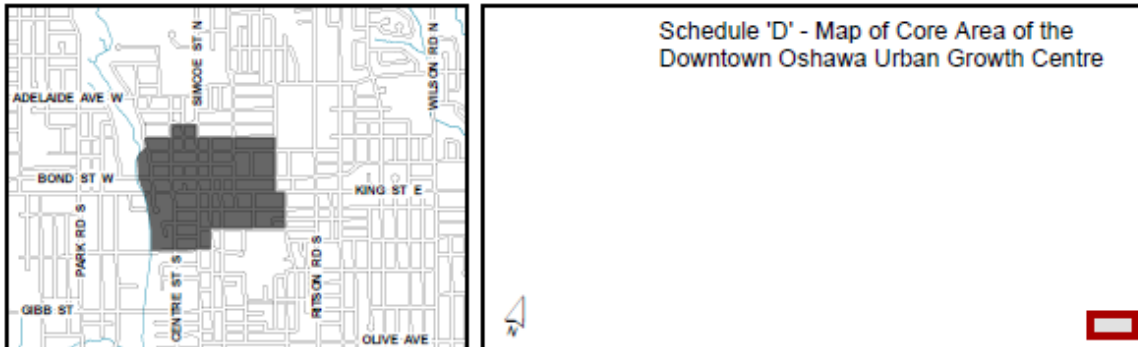 Schedule 'D' - Map of Core Area of the
Downtown Oshawa Urban Growth Centre
SIMCOE ST N
WILSON RD N
ADELAIDE AVE W
BOND ST W
KING ST E
PARK RD S
CENTRE ST S
RITSON RD S
GIBB ST
OLIVE AVE
N